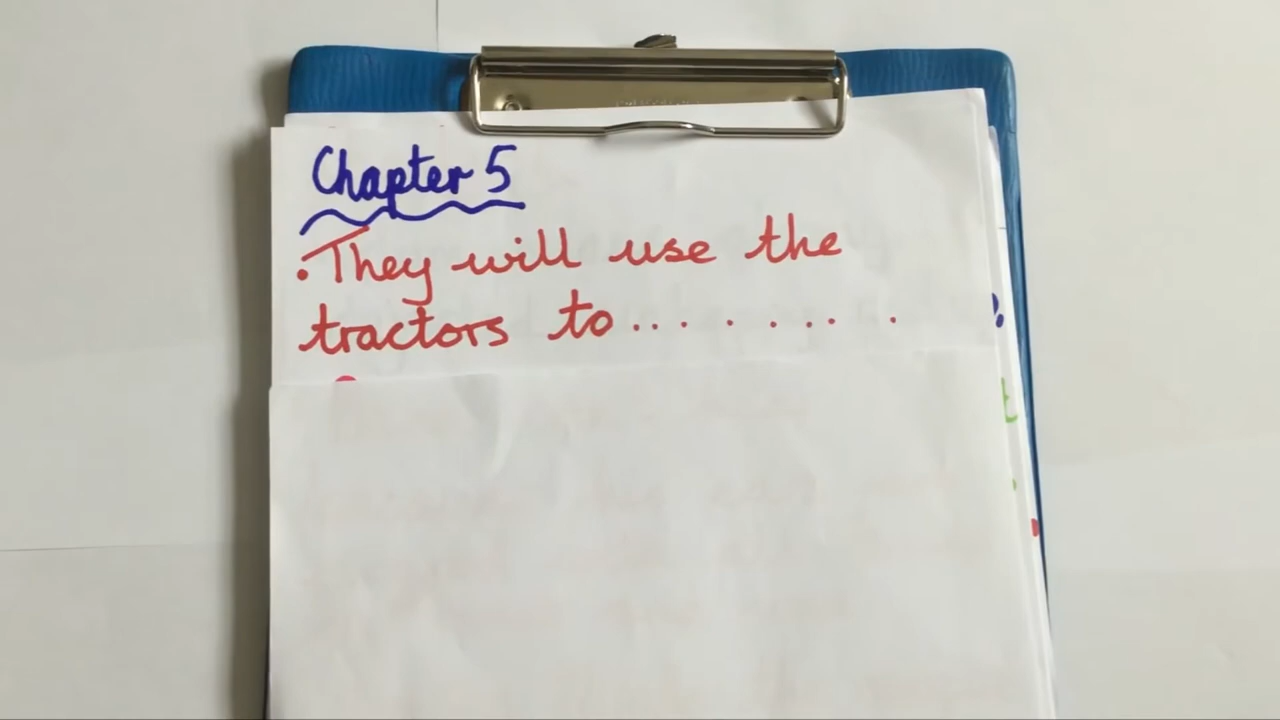 Chapter 5
. They will use the
tractors to .. . . . .. . .